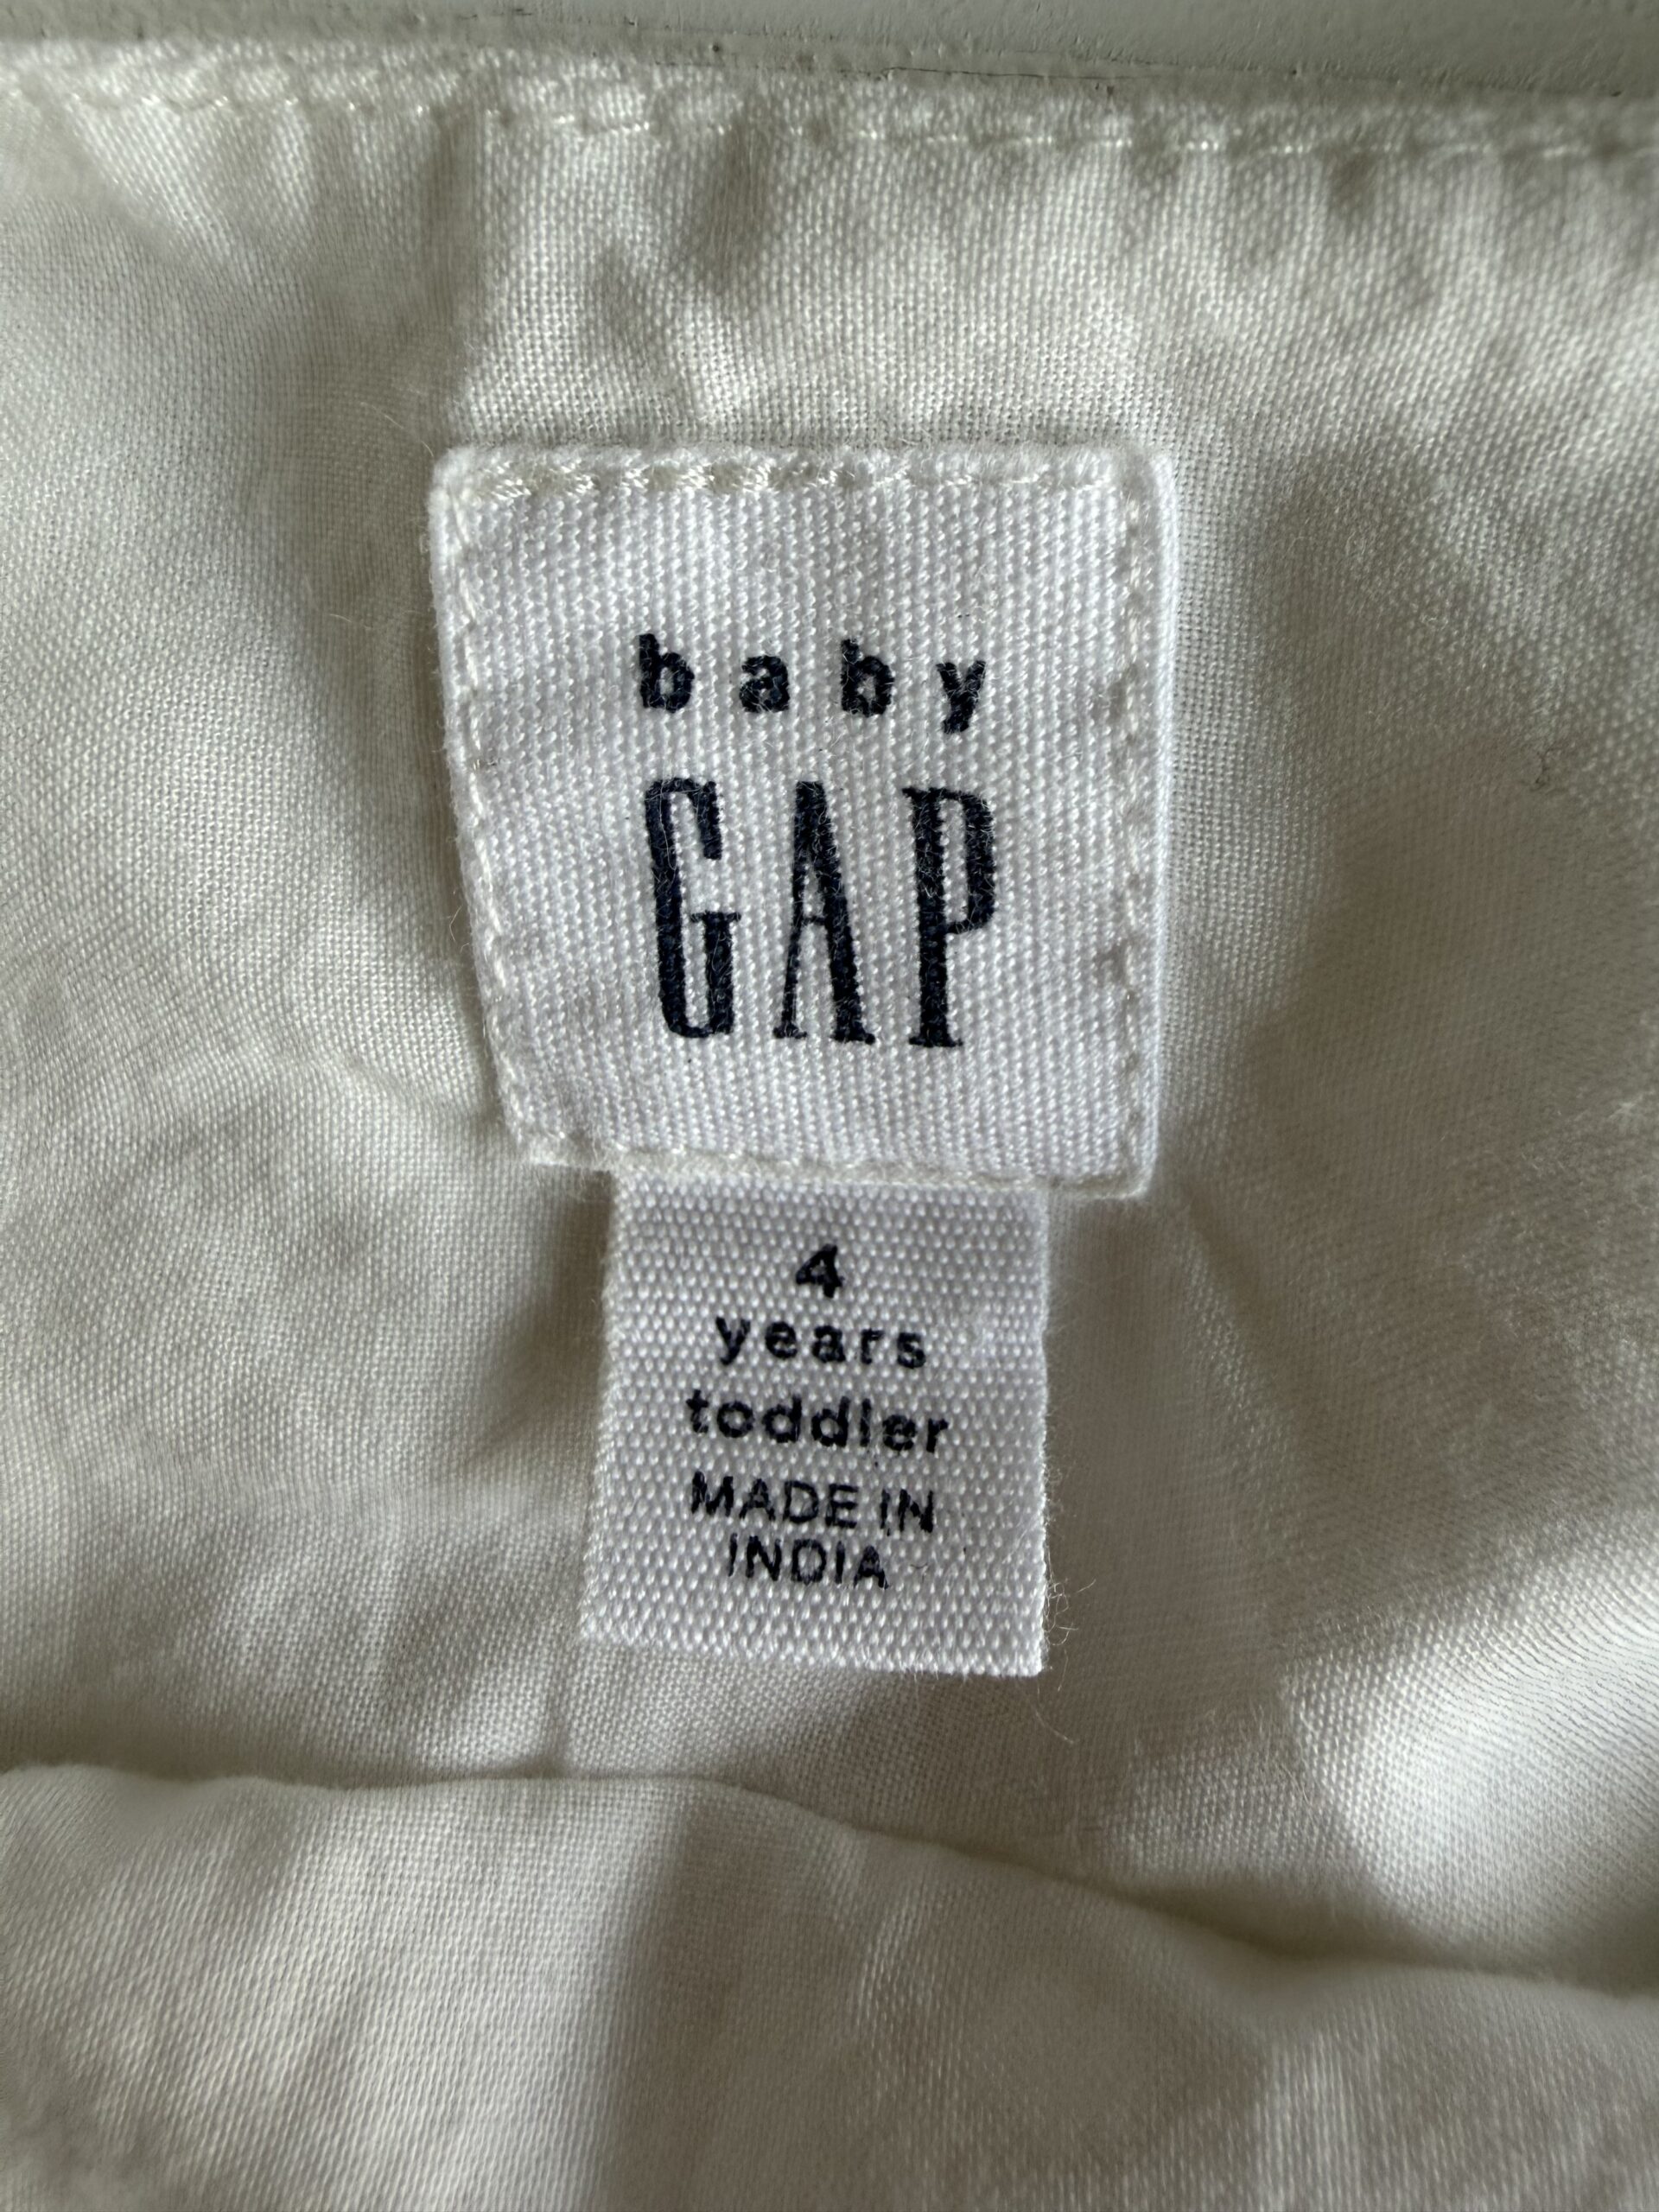 baby
GAP
4
years
toddler
MADE IN
INDIA